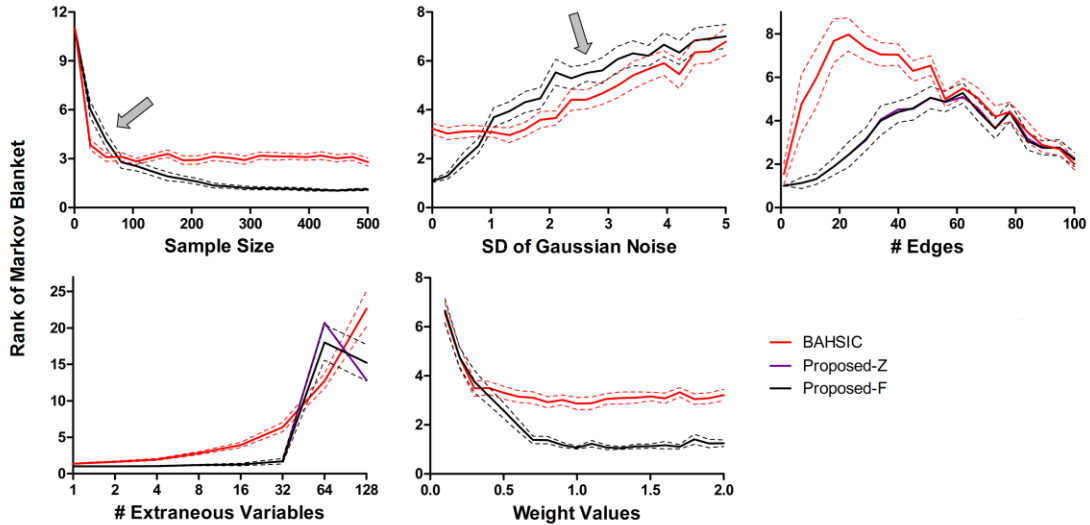 Rank of Markov Blanket
12
9
6
3
0
0 100 200 300 400 500
Sample Size
8
6
4
2
0
0 1 2 3 4 5
SD of Gaussian Noise
8
6
4
2
0
0 20 40 60 80 100
# Edges
25
20
15
10
5
0
1 2 4 8 16 32 64 128
# Extraneous Variables
8
6
4
2
0
0.0 0.5 1.0 1.5 2.0
Weight Values
BAHSIC
Proposed-Z
Proposed-F